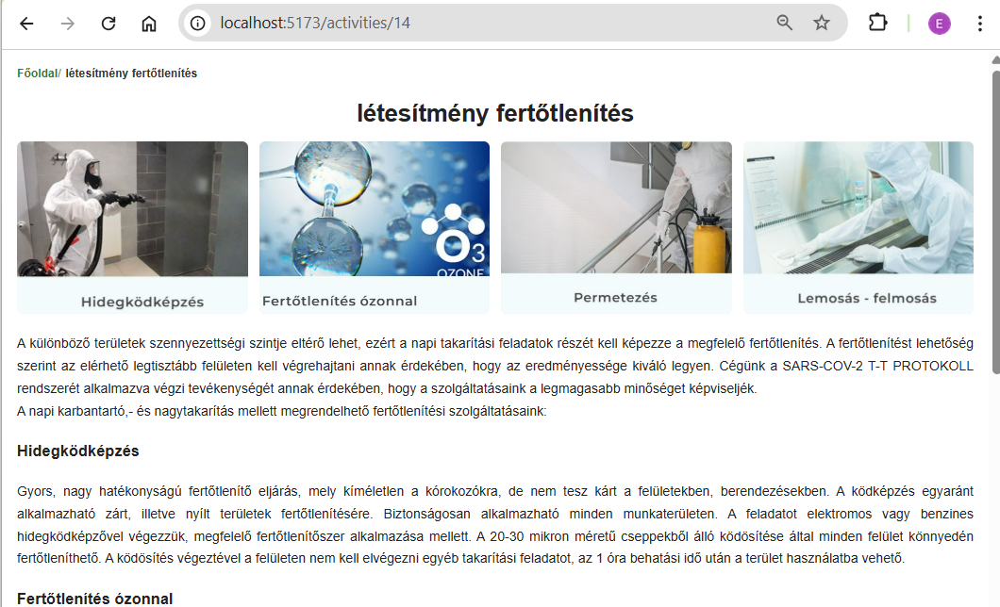 localhost:5173/activities/14
E
Főoldal/ létesítmény fertőtlenítés
létesítmény fertőtlenítés
O3
OZONE
Hidegködképzés
Fertőtlenítés ózonnal
Permetezés
Lemosás - felmosás
A különböző területek szennyezettségi szintje eltérő lehet, ezért a napi takarítási feladatok részét kell képezze a megfelelő fertőtlenítés. A fertőtlenítést lehetőség
szerint az elérhető legtisztább felületen kell végrehajtani annak érdekében, hogy az eredményessége kiváló legyen. Cégünk a SARS-COV-2 T-T PROTOKOLL
rendszerét alkalmazva végzi tevékenységét annak érdekében, hogy a szolgáltatásaink a legmagasabb minőséget képviseljék.
A napi karbantartó,- és nagytakarítás mellett megrendelhető fertőtlenítési szolgáltatásaink:
Hidegködképzés
Gyors, nagy hatékonyságú fertőtlenítő eljárás, mely kíméletlen a kórokozókra, de nem tesz kárt a felületekben, berendezésekben. A ködképzés egyaránt
alkalmazható zárt, illetve nyílt területek fertőtlenítésére. Biztonságosan alkalmazható minden munkaterületen. A feladatot elektromos vagy benzines
hidegködképzővel végezzük, megfelelő fertőtlenítőszer alkalmazása mellett. A 20-30 mikron méretű cseppekből álló ködösítése által minden felület könnyedén
fertőtleníthető. A ködösítés végeztével a felületen nem kell elvégezni egyéb takarítási feladatot, az 1 óra behatási idő után a terület használatba vehető.
Fertőtlenítés ózonnal